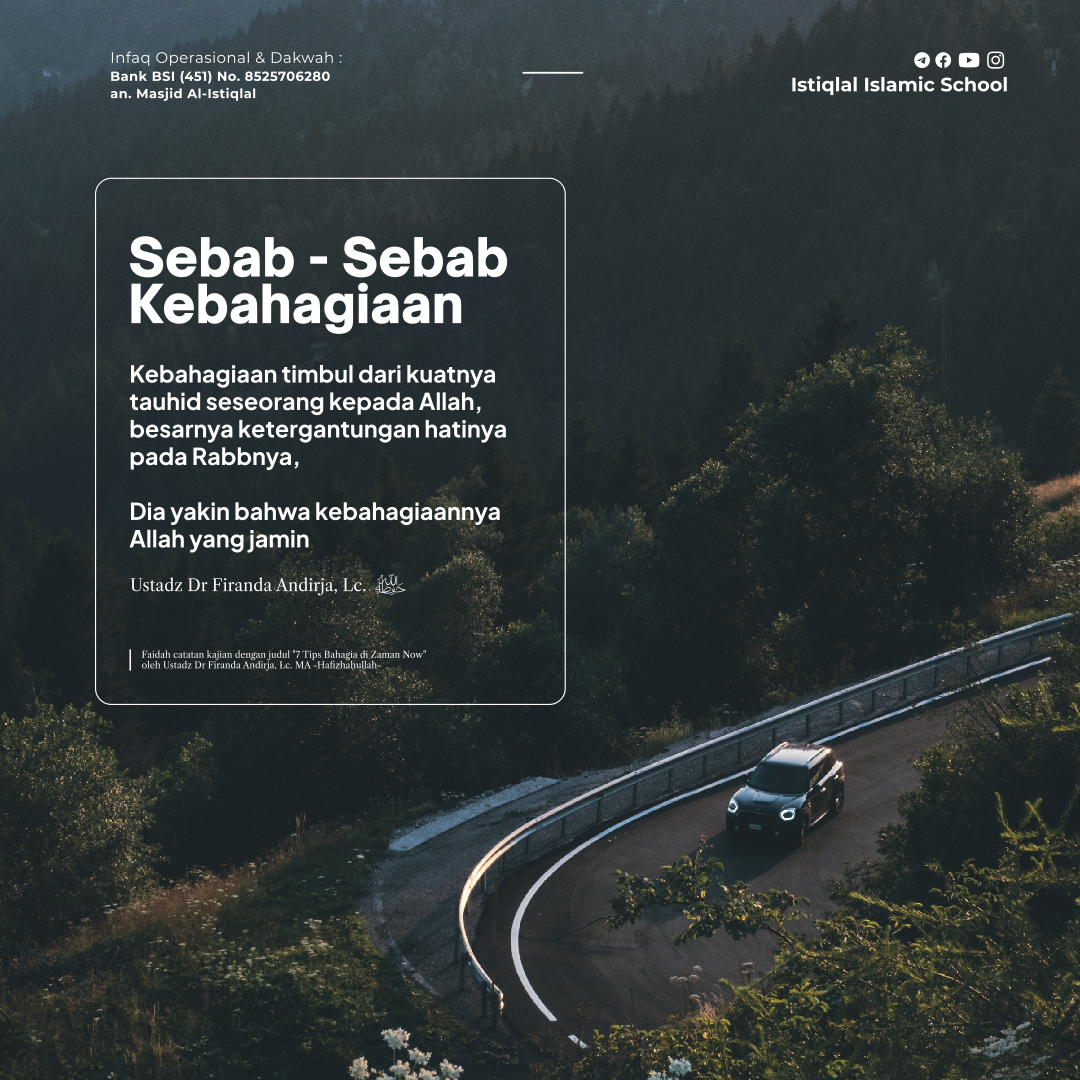 Infaq Operasional & Dakwah :
Bank BSI (451) No. 8525706280
an. Masjid Al-Istiqlal
Istiqlal Islamic School
Sebab - Sebab
Kebahagiaan
Kebahagiaan timbul dari kuatnya
tauhid seseorang kepada Allah,
besarnya ketergantungan hatinya
pada Rabbnya,
Dia yakin bahwa kebahagiaannya
Allah yang jamin
Ustadz Dr Firanda Andirja, Lc. حفظه الله
Faidah catatan kajian dengan judul "7 Tips Bahagia di Zaman Now"
oleh Ustadz Dr Firanda Andirja, Lc. MA -Hafizhahullah-